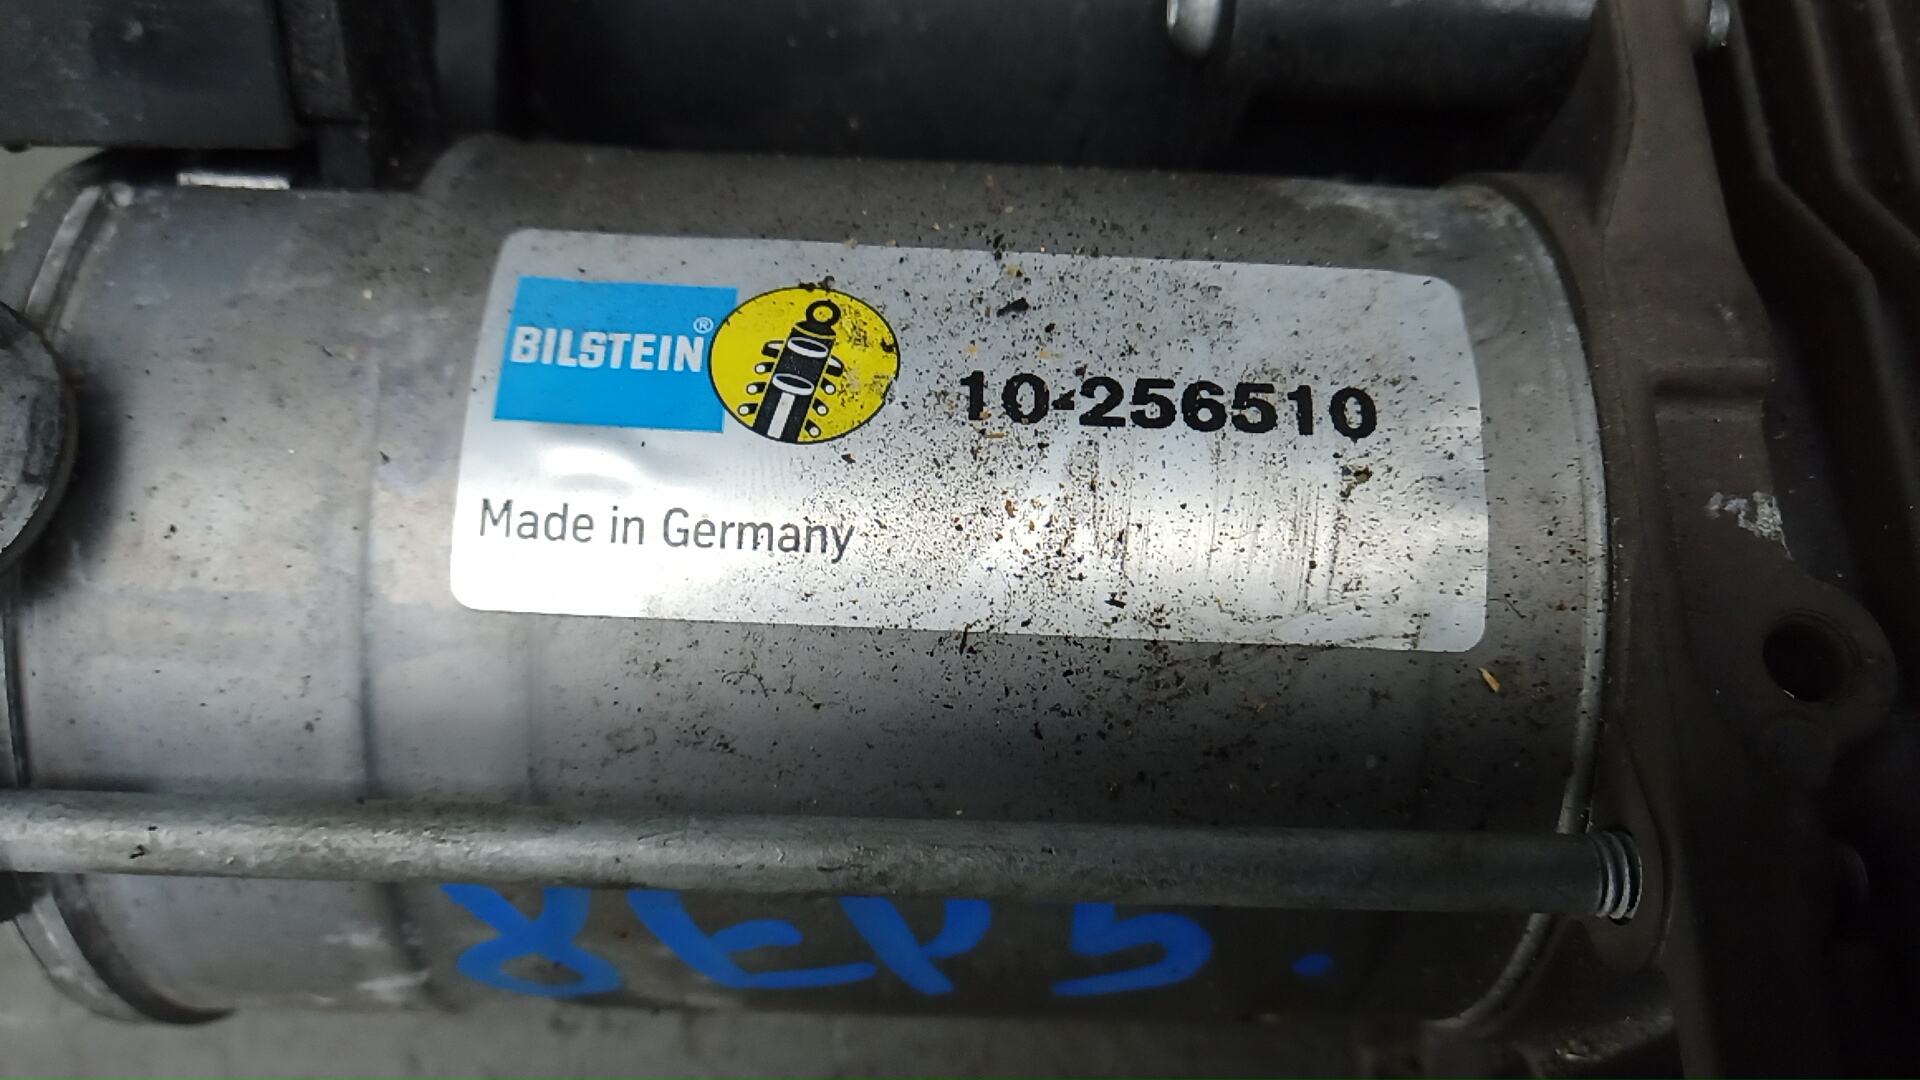 BILSTEIN®
10-256510
Made in Germany